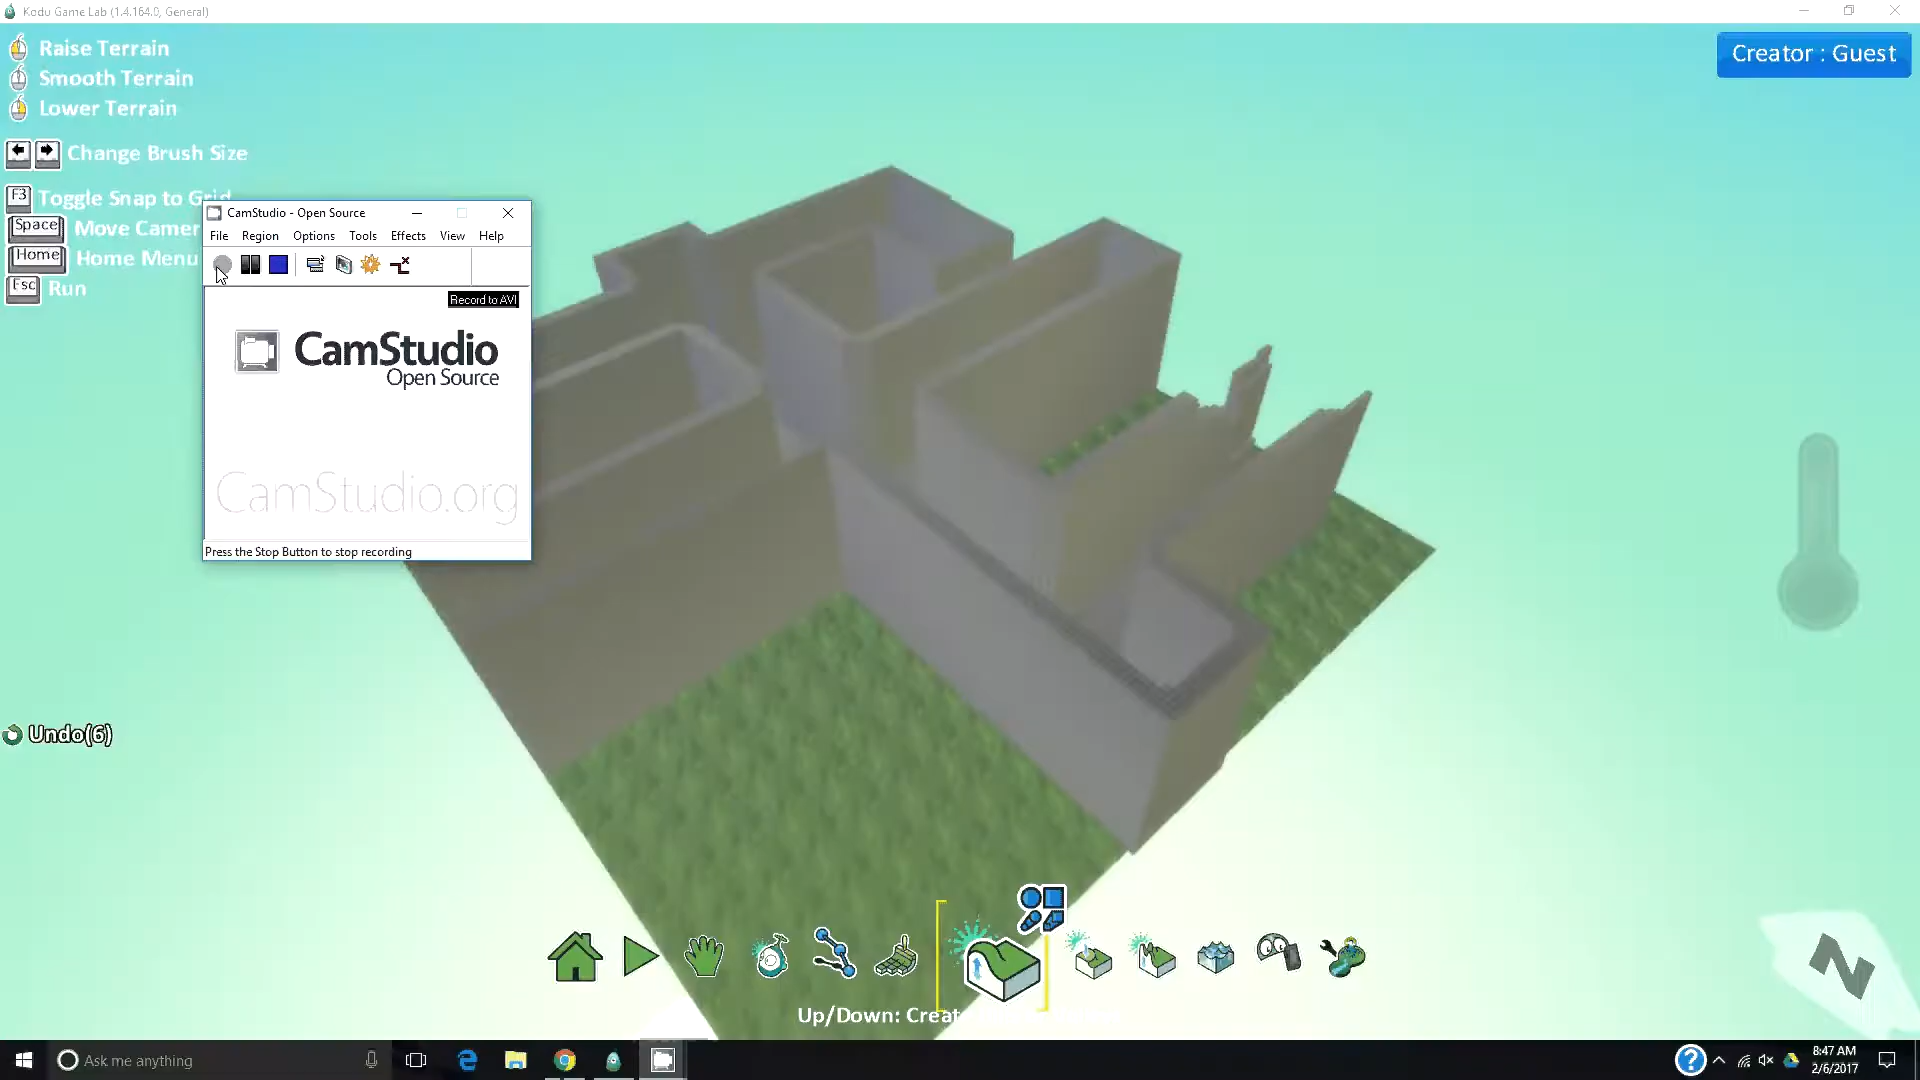 Kodu Game Lab (1.4.164.0, General)
Raise Terrain
Smooth Terrain
Lower Terrain
Change Brush Size
F3 Toggle Snap to Grid
Space Move Camer
Home Home Menu
Esc Run
Creator : Guest
CamStudio - Open Source
File Region Options Tools Effects View Help
Record to AVI
CamStudio
Open Source
CamStudio.org
Press the Stop Button to stop recording
Undo(6)
N
Up/Down: Creat
Ask me anything
8:47 AM
2/6/2017